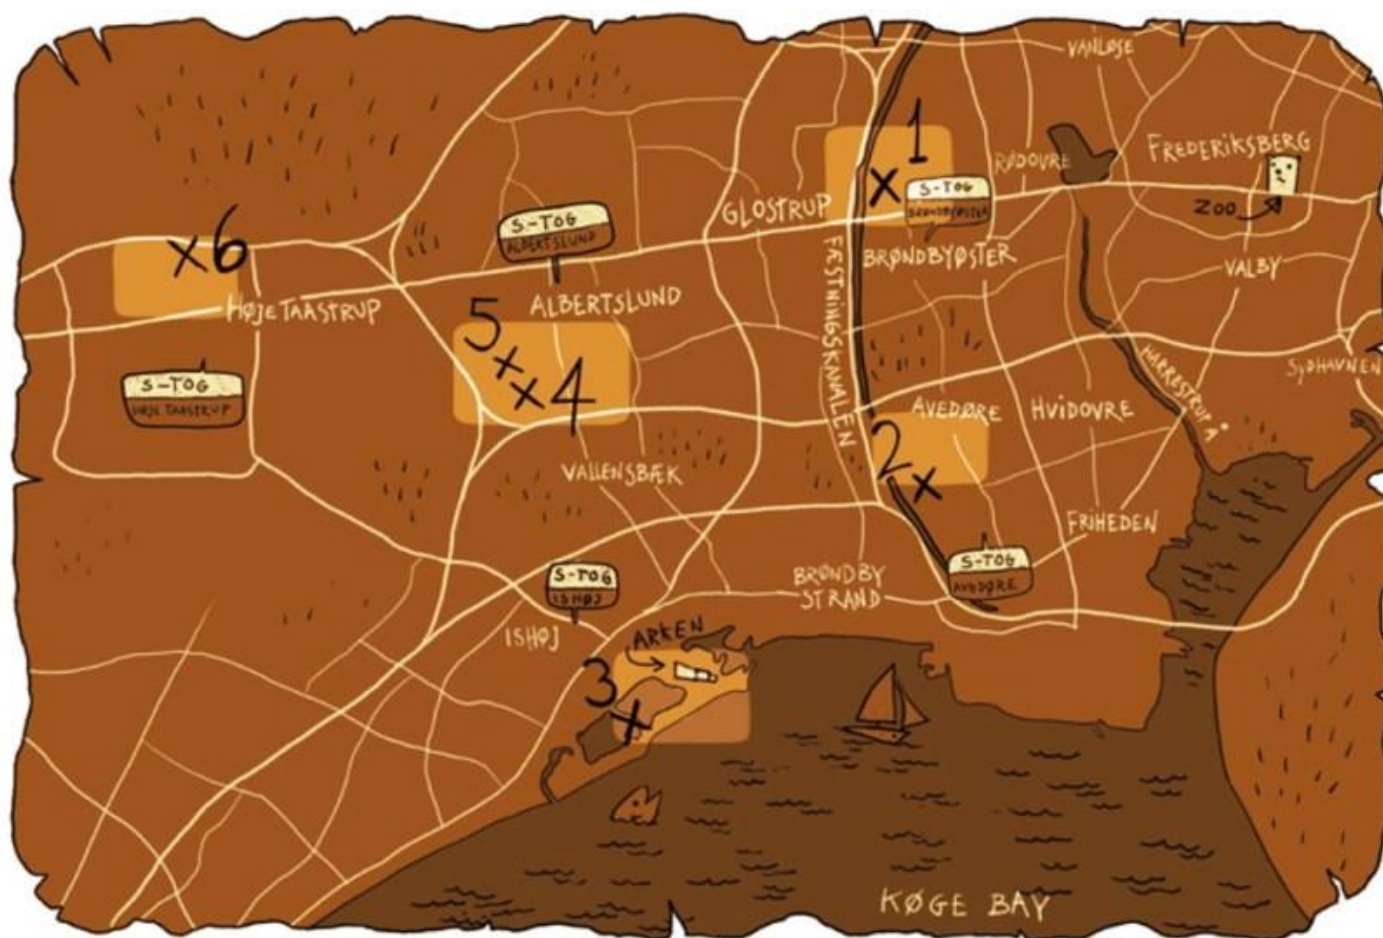 VANLØSE
1
FREDERIKSBERG
RØDOVRE
S-TOG
BRØNDBYØSTER
GLOSTRUP
ZOO
S-TOG
ALBERTSLUND
6
BRØNDBYØSTER
VALBY
HØJE TAASTRUP
5
ALBERTSLUND
FÆSTNINGSKANALEN
HARRESTRUP Å
SYDHAVNEN
S-TOG
HØJE TAASTRUP
4
AVEDØRE
HVIDOVRE
2
VALLENSBÆK
FRIHEDEN
S-TOG
AVEDØRE
S-TOG
ISHØJ
BRØNDBY
STRAND
ISHØJ
ARKEN
3
KØGE BAY